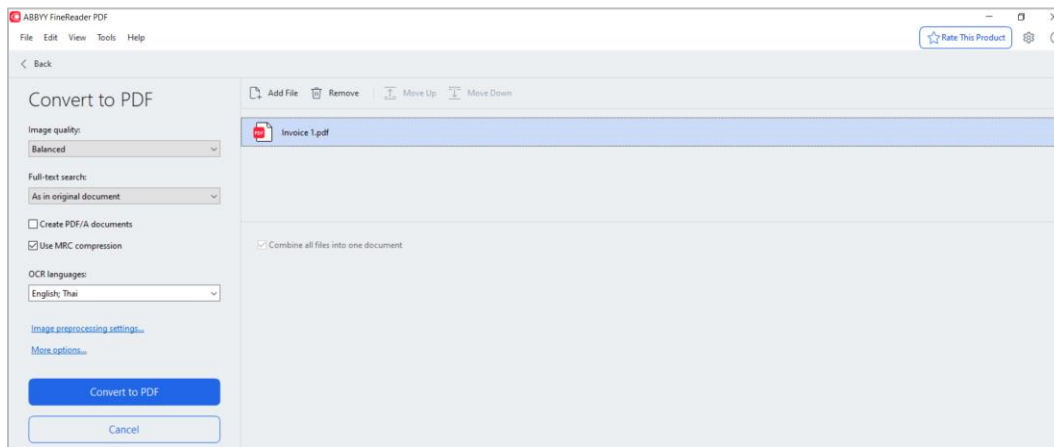 ABBYY FineReader PDF
File Edit View Tools Help
Rate This Product
Back
Convert to PDF
Add File Remove Move Up Move Down
Image quality:
Balanced
PDF Invoice 1.pdf
Full-text search:
As in original document
Create PDF/A documents
Use MRC compression
Combine all files into one document
OCR languages:
English; Thai
Image preprocessing settings...
More options...
Convert to PDF
Cancel